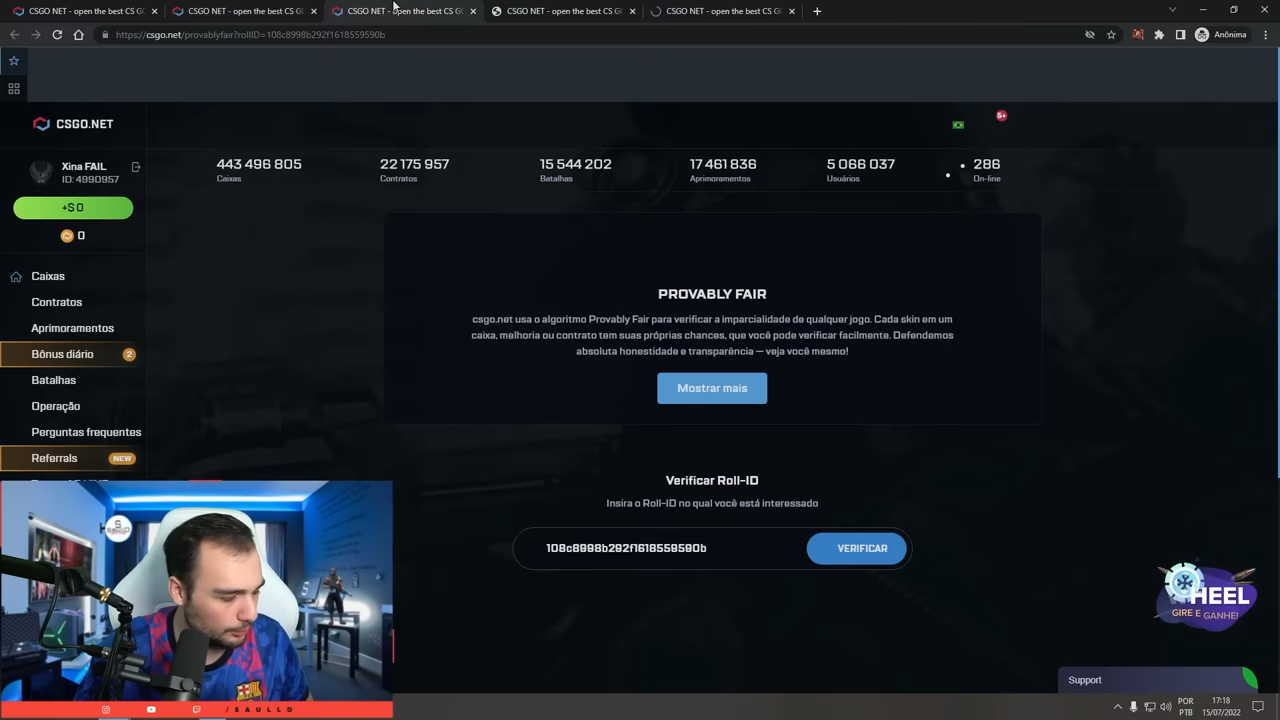 CSGO NET - open the best CS G
CSGO NET - open the best CS GO
CSGO NET - open the best CS G
CSGO NET - open the best CS GO
CSGO NET - open the best CS GO
https://csgo.net/provablyfair?rollID=108c8998b292f1618559590b
Anônima
CSGO.NET
5+
Xina FAIL
ID: 4990957
443 496 805
22 175 957
15 544 202
17 461 836
5 066 037
286
Caixas
Contratos
Batalhas
Aprimoramentos
Usuários
On-line
+$ 0
0
Caixas
Contratos
Aprimoramentos
Bônus diário
2
Batalhas
Operação
Perguntas frequentes
Referrals
NEW
PROVABLY FAIR
csgo.net usa o algoritmo Provably Fair para verificar a imparcialidade de qualquer jogo. Cada skin em um
caixa, melhoria ou contrato tem suas próprias chances, que você pode verificar facilmente. Defendemos
absoluta honestidade e transparência — veja você mesmo!
Mostrar mais
Verificar Roll-ID
Insira o Roll-ID no qual você está interessado
108c8998b292f1618559590b
VERIFICAR
HEEL
GIRE E GANHE!
Support
/SAULLO
POR
PTB
17:18
15/07/2022